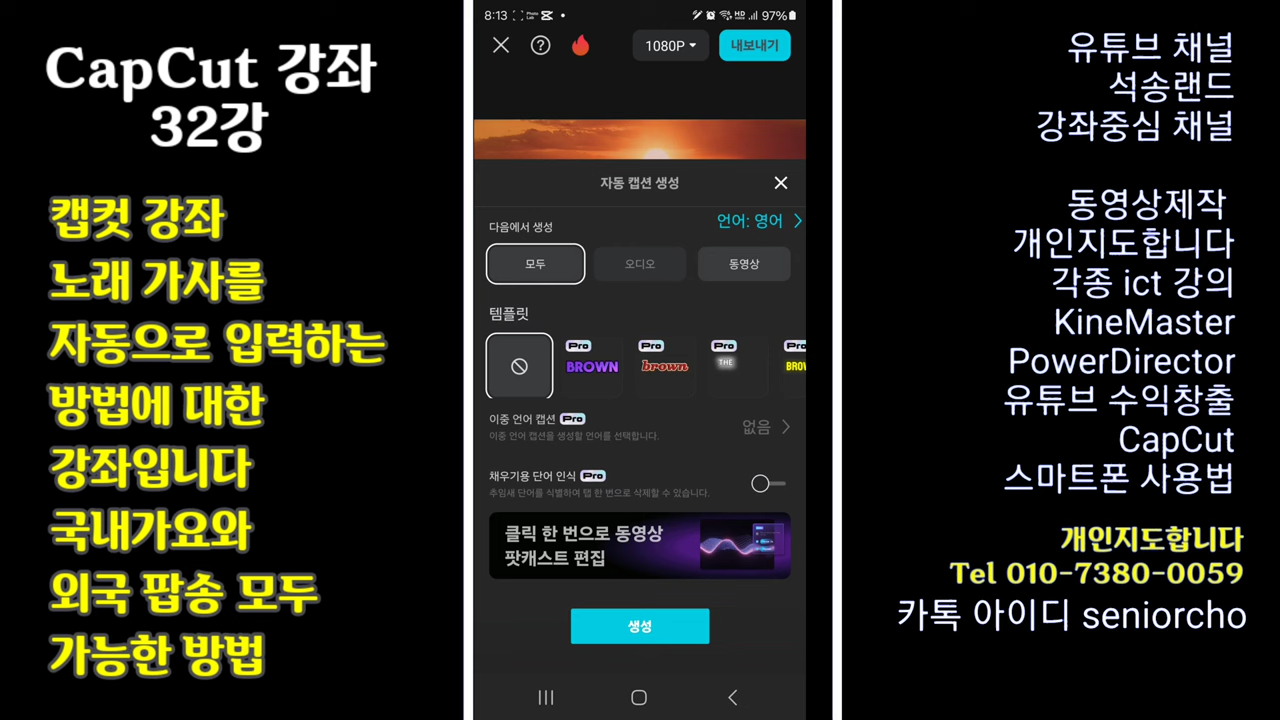 CapCut 강좌
32강
캡컷 강좌
노래 가사를
자동으로 입력하는
방법에 대한
강좌입니다
국내가요와
외국 팝송 모두
가능한 방법
8:13
97%
1080P
내보내기
자동 캡션 생성
언어: 영어
다음에서 생성
모두
오디오
동영상
템플릿
Pro
Pro
Pro
Pro
BROWN
brown
THE
BROW
이중 언어 캡션 Pro
이중 언어 캡션을 생성할 언어를 선택합니다.
없음
채우기용 단어 인식 Pro
추임새 단어를 식별하여 탭 한 번으로 삭제할 수 있습니다.
클릭 한 번으로 동영상
팟캐스트 편집
생성
유튜브 채널
석송랜드
강좌중심 채널
동영상제작
개인지도합니다
각종 ict 강의
KineMaster
PowerDirector
유튜브 수익창출
CapCut
스마트폰 사용법
개인지도합니다
Tel 010-7380-0059
카톡 아이디 seniorcho